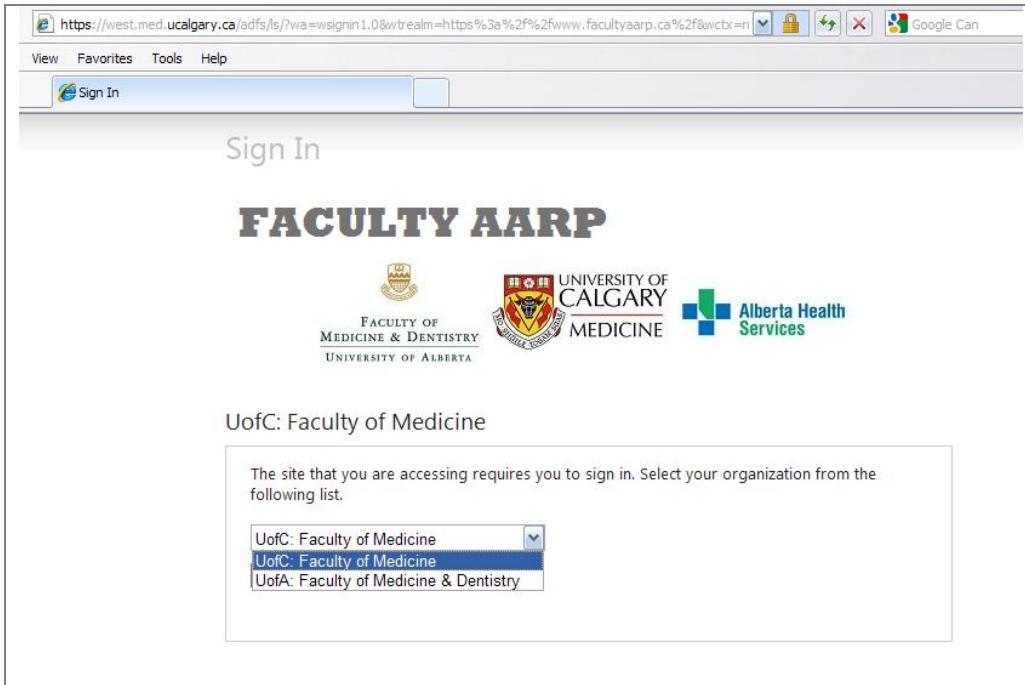 https://west.med.ucalgary.ca/adfs/ls/?wa=wsignin1.0&wtrealm=https%3a%2f%2fwww.facultyaarp.ca%2f&wctx=r
Google Can
View Favorites Tools Help
Sign In
Sign In
FACULTY AARP
FACULTY OF
MEDICINE & DENTISTRY
UNIVERSITY OF ALBERTA
UNIVERSITY OF
CALGARY
MEDICINE
Alberta Health
Services
UofC: Faculty of Medicine
The site that you are accessing requires you to sign in. Select your organization from the
following list.
UofC: Faculty of Medicine
UofC: Faculty of Medicine
UofA: Faculty of Medicine & Dentistry